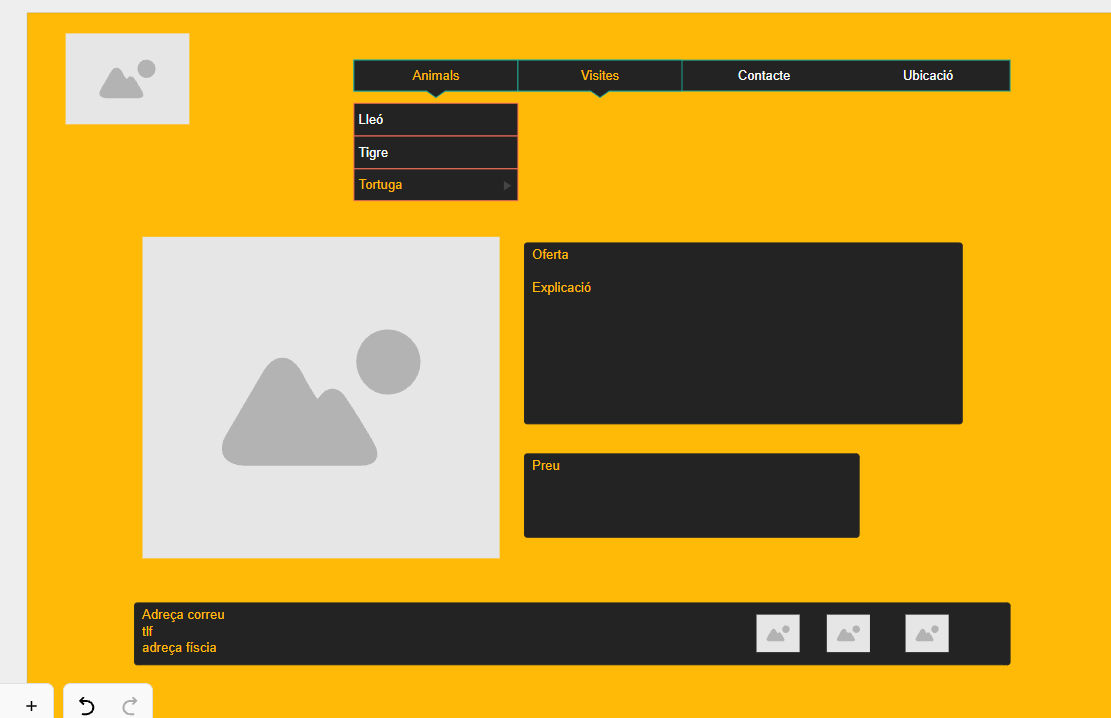 Animals Visites Contacte Ubicació
Lleó
Tigre
Tortuga
Oferta
Explicació
Preu
Adreça correu
tlf
adreça físcia